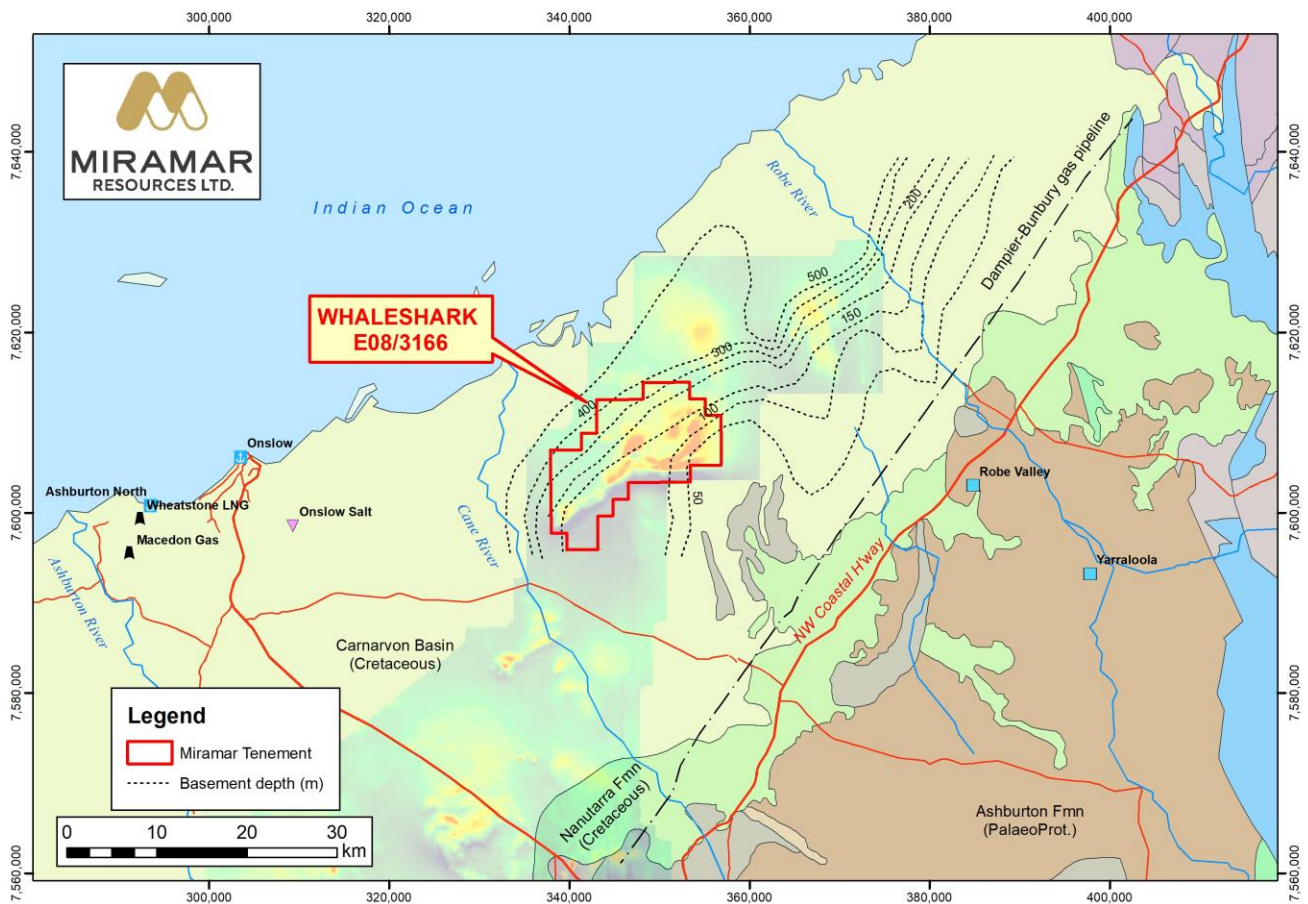 300,000
320,000
340,000
360,000
380,000
400,000
7,640,000
7,640,000
MIRAMAR
RESOURCES LTD.
Indian Ocean
Robe River
Dampier-Bunbury gas pipeline
200
500
150
300
400
100
50
7,620,000
7,620,000
WHALESHARK
E08/3166
Onslow
Ashburton North
Wheatstone LNG
Onslow Salt
Macedon Gas
Ashburton River
Cane River
7,600,000
7,600,000
Robe Valley
Yarraloola
NW Coastal H'way
Carnarvon Basin
(Cretaceous)
7,580,000
7,580,000
Nanutarra Fmn
(Cretaceous)
Ashburton Fmn
(PalaeoProt.)
Legend
Miramar Tenement
Basement depth (m)
0
10
20
30
km
7,560,000
7,560,000
300,000
320,000
340,000
360,000
380,000
400,000